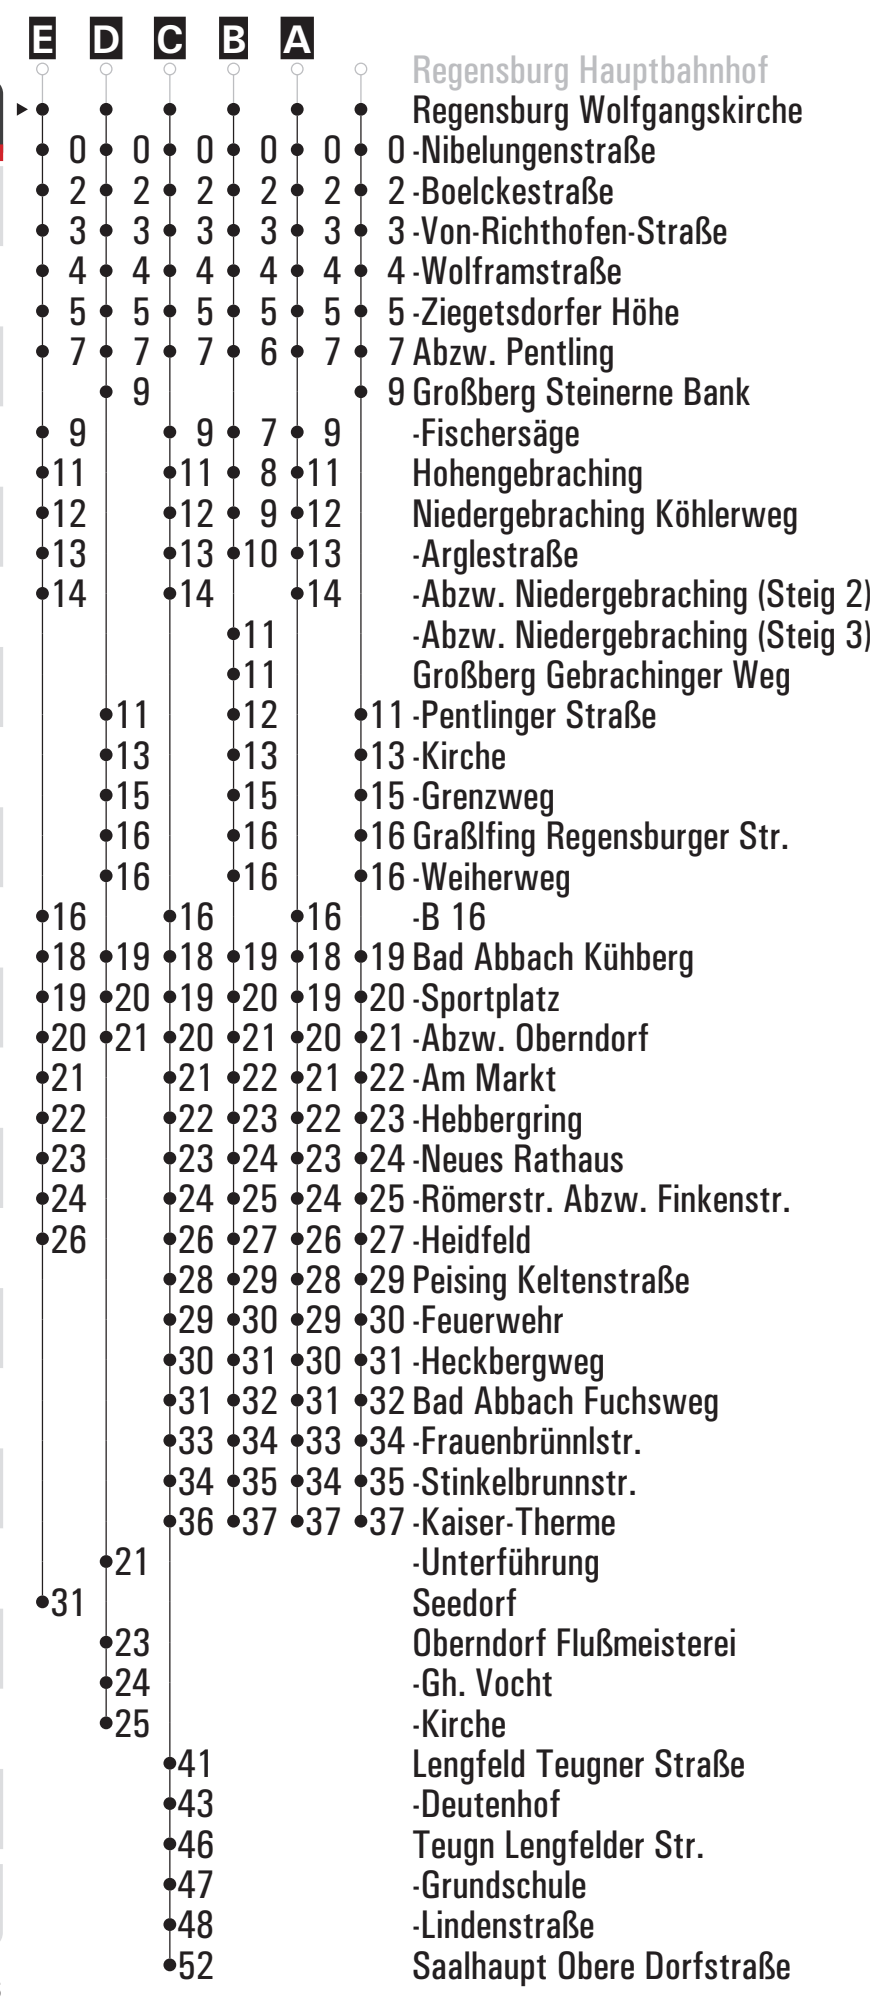 E D C B A
Regensburg Hauptbahnhof
Regensburg Wolfgangskirche
0 0 0 0 0 0 -Nibelungenstraße
2 2 2 2 2 2 -Boelckestraße
3 3 3 3 3 3 -Von-Richthofen-Straße
4 4 4 4 4 4 -Wolframstraße
5 5 5 5 5 5 -Ziegetsdorfer Höhe
7 7 7 6 7 7 Abzw. Pentling
9 9 Großberg Steinerne Bank
9 9 7 9 -Fischersäge
11 11 8 11 Hohengebraching
12 12 9 12 Niedergebraching Köhlerweg
13 13 10 13 -Arglestraße
14 14 14 -Abzw. Niedergebraching (Steig 2)
11 -Abzw. Niedergebraching (Steig 3)
11 Großberg Gebrachinger Weg
11 12 11 -Pentlinger Straße
13 13 13 -Kirche
15 15 15 -Grenzweg
16 16 16 Graßlfing Regensburger Str.
16 16 16 -Weiherweg
16 16 16 -B 16
18 19 18 19 18 19 Bad Abbach Kühberg
19 20 19 20 19 20 -Sportplatz
20 21 20 21 20 21 -Abzw. Oberndorf
21 21 22 21 22 -Am Markt
22 22 23 22 23 -Hebbergring
23 23 24 23 24 -Neues Rathaus
24 24 25 24 25 -Römerstr. Abzw. Finkenstr.
26 26 27 26 27 -Heidfeld
28 29 28 29 Peising Keltenstraße
29 30 29 30 -Feuerwehr
30 31 30 31 -Heckbergweg
31 32 31 32 Bad Abbach Fuchsweg
33 34 33 34 -Frauenbrünnlstr.
34 35 34 35 -Stinkelbrunnstr.
36 37 37 37 -Kaiser-Therme
21 -Unterführung
31 Seedorf
23 Oberndorf Flußmeisterei
24 -Gh. Vocht
25 -Kirche
41 Lengfeld Teugner Straße
43 -Deutenhof
46 Teugn Lengfelder Str.
47 -Grundschule
48 -Lindenstraße
52 Saalhaupt Obere Dorfstraße